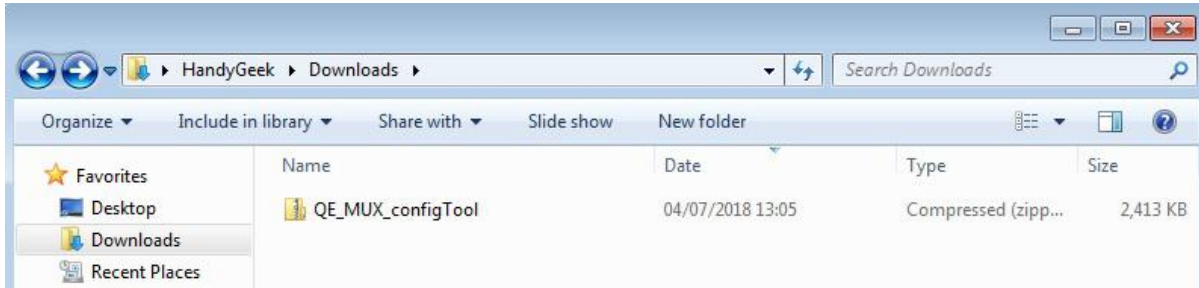 HandyGeek Downloads
Search Downloads
Organize Include in library Share with Slide show New folder
Favorites
Desktop
Downloads
Recent Places
Name Date Type Size
QE_MUX_configTool 04/07/2018 13:05 Compressed (zipp... 2,413 KB